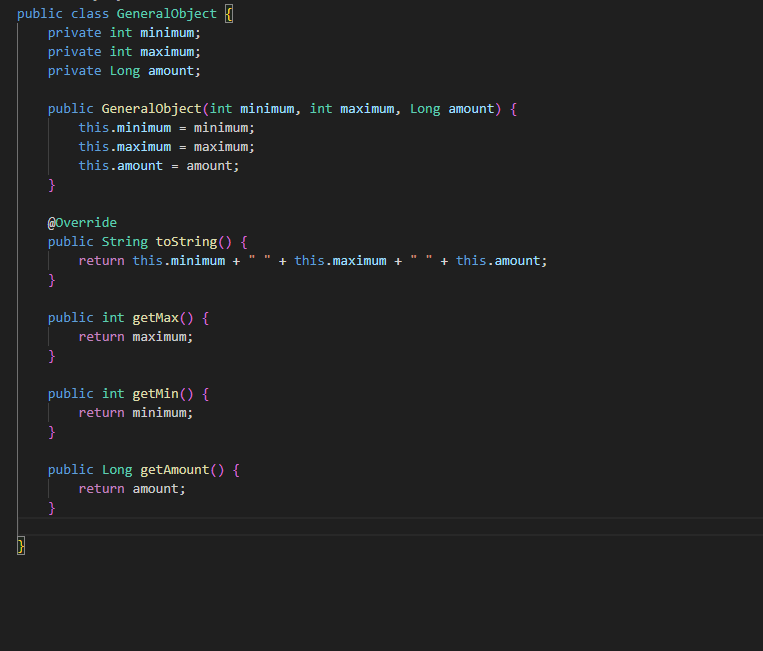 public class GeneralObject {
    private int minimum;
    private int maximum;
    private Long amount;

    public GeneralObject(int minimum, int maximum, Long amount) {
        this.minimum = minimum;
        this.maximum = maximum;
        this.amount = amount;
    }

    @Override
    public String toString() {
        return this.minimum + " " + this.maximum + " " + this.amount;
    }

    public int getMax() {
        return maximum;
    }

    public int getMin() {
        return minimum;
    }

    public Long getAmount() {
        return amount;
    }

}